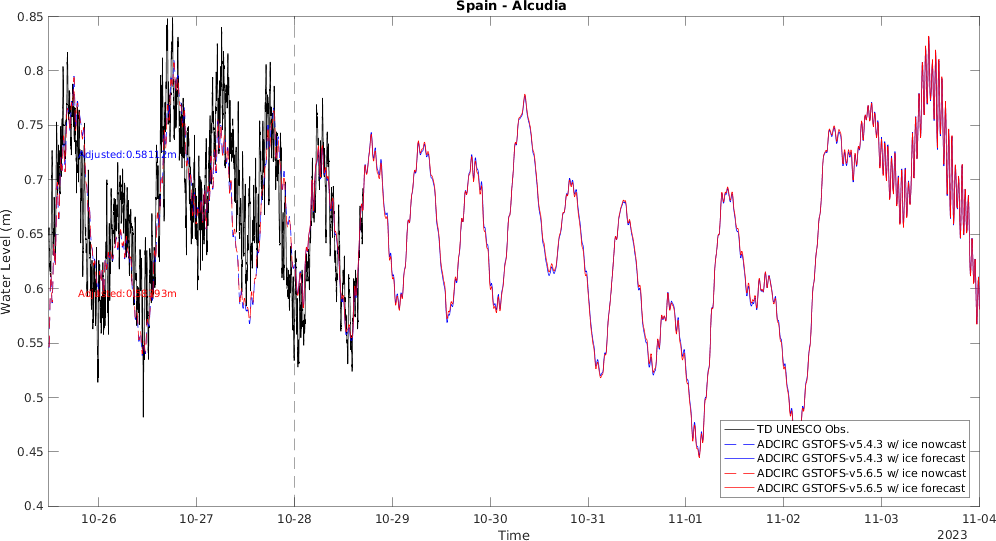 Spain - Alcudia
0.85
0.8
0.75
0.7
0.65
0.6
0.55
0.5
0.45
0.4
Water Level (m)
Adjusted:0.58112m
TD UNESCO Obs.
ADCIRC GSTOFS-v5.4.3 w/ ice nowcast
ADCIRC GSTOFS-v5.4.3 w/ ice forecast
ADCIRC GSTOFS-v5.6.5 w/ ice nowcast
ADCIRC GSTOFS-v5.6.5 w/ ice forecast
10-26 10-27 10-28 10-29 10-30 10-31 11-01 11-02 11-03 11-04
Time
2023